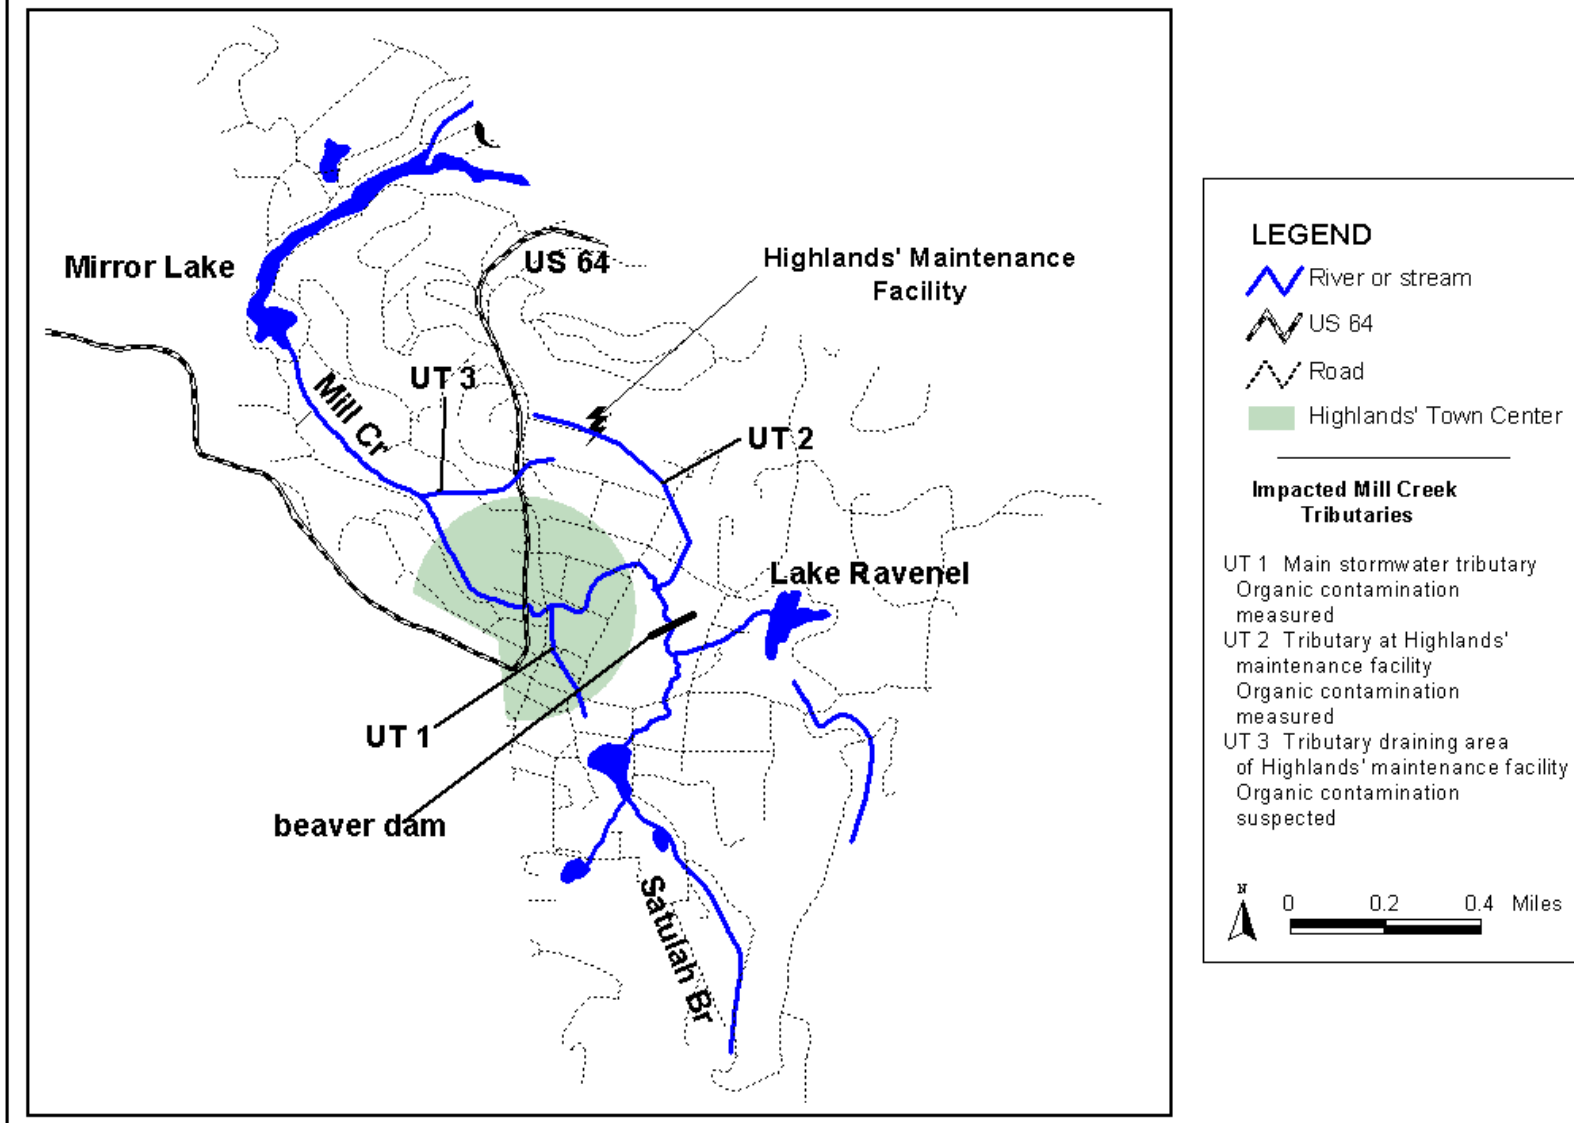 Mirror Lake
US 64
Highlands' Maintenance
Facility
UT 3
Mill Cr
UT 2
Lake Ravenel
UT 1
beaver dam
Satulah Br
LEGEND
River or stream
US 64
Road
Highlands' Town Center
Impacted Mill Creek
Tributaries
UT 1 Main stormwater tributary
Organic contamination
measured
UT 2 Tributary at Highlands'
maintenance facility
Organic contamination
measured
UT 3 Tributary draining area
of Highlands' maintenance facility
Organic contamination
suspected
N
0 0.2 0.4 Miles